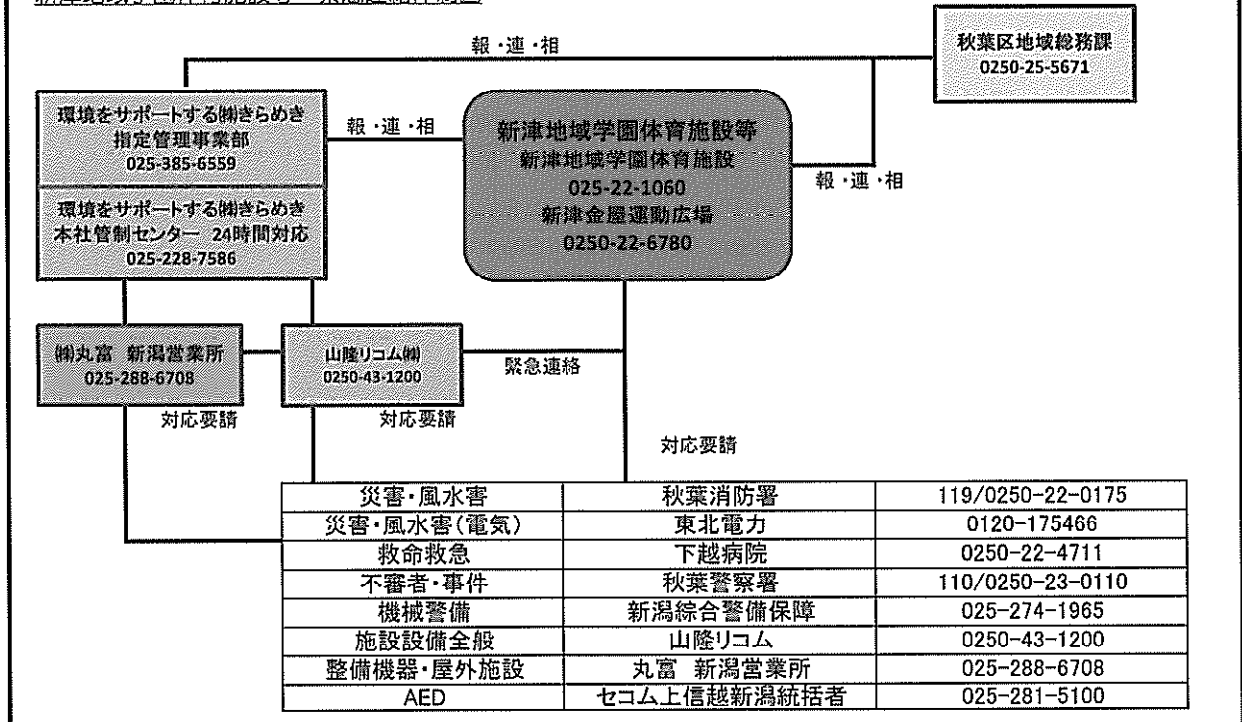 報・連・相
秋葉区地域総務課
0250-25-5671
環境をサポートする㈱きらめき
指定管理事業部
025-385-6559
報・連・相
新津地域学園体育施設等
新津地域学園体育施設
025-22-1060
新津金屋運動広場
0250-22-6780
報・連・相
環境をサポートする㈱きらめき
本社管制センター 24時間対応
025-228-7586
㈱丸富 新潟営業所
025-288-6708
山隆リコム㈱
0250-43-1200
緊急連絡
対応要請
対応要請
対応要請
災害・風水害 秋葉消防署 119/0250-22-0175
災害・風水害(電気) 東北電力 0120-175466
救命救急 下越病院 0250-22-4711
不審者・事件 秋葉警察署 110/0250-23-0110
機械警備 新潟綜合警備保障 025-274-1965
施設設備全般 山隆リコム 0250-43-1200
整備機器・屋外施設 丸富 新潟営業所 025-288-6708
AED セコム上信越新潟統括者 025-281-5100